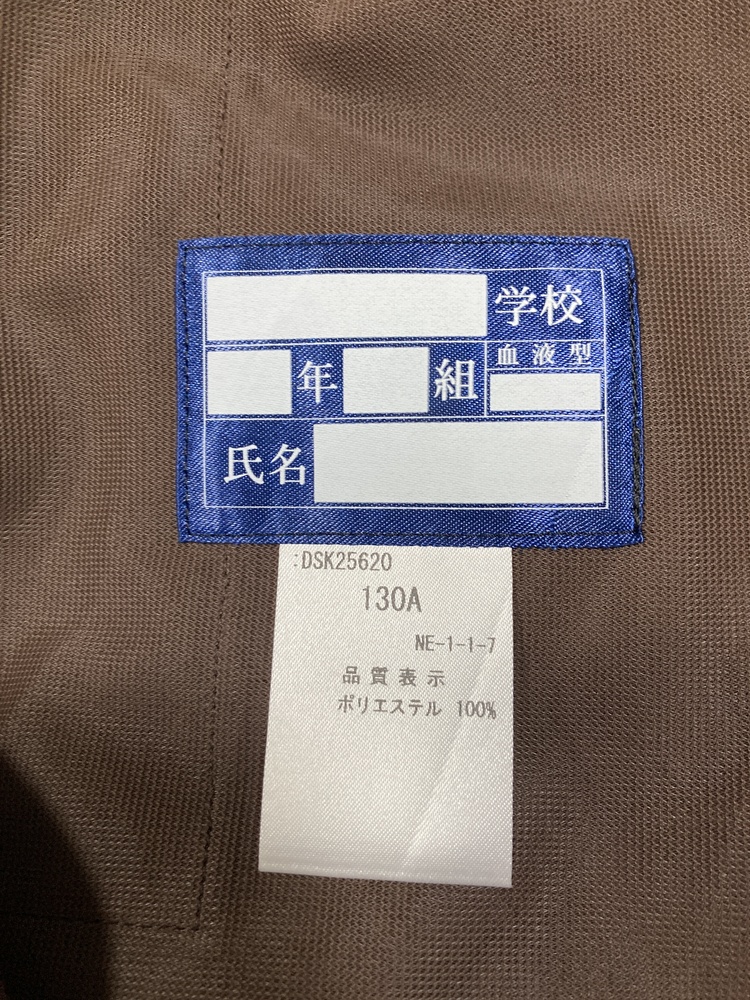 学校
年 組 血液型
氏名
:DSK25620
130A
NE-1-1-7
品質表示
ポリエステル 100%